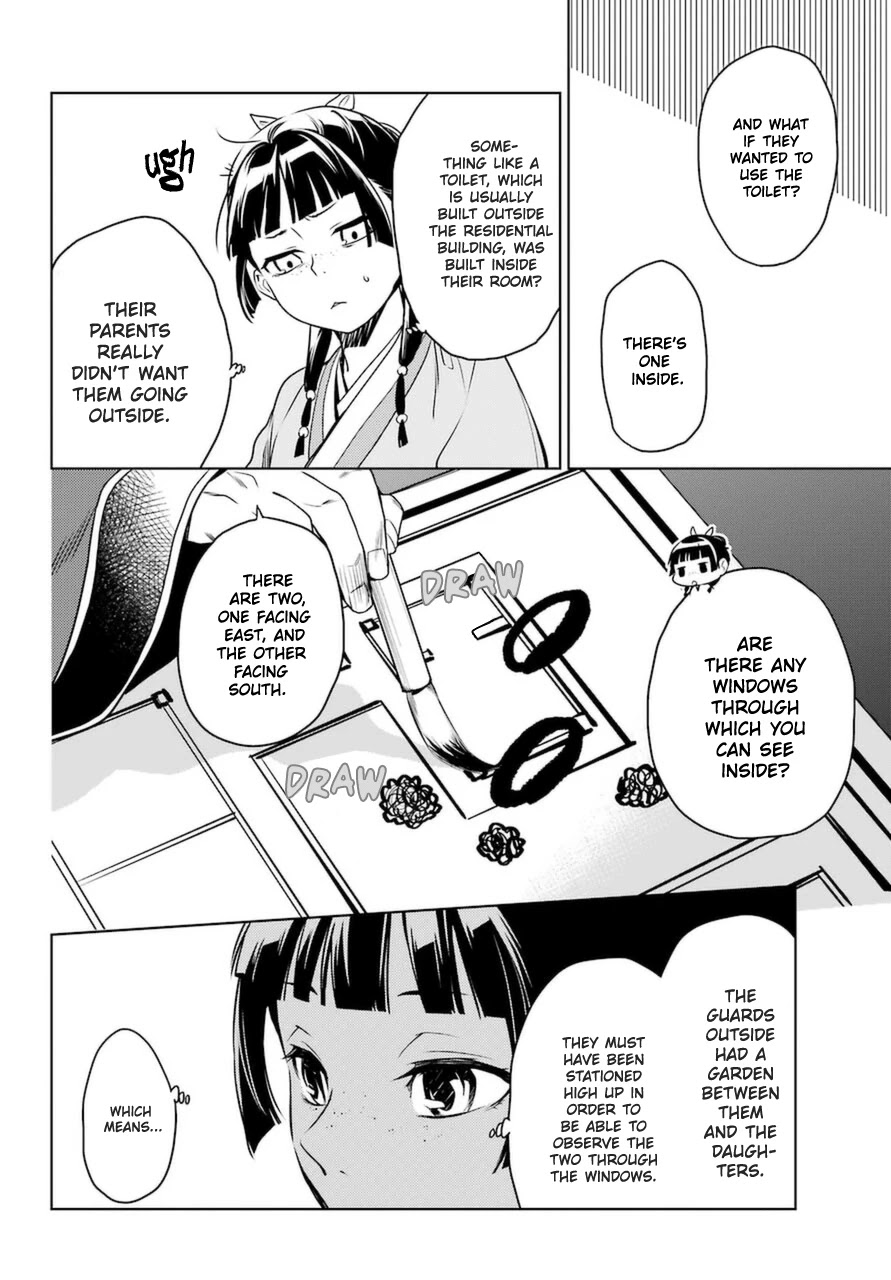 AND WHAT
IF THEY
WANTED TO
USE THE
TOILET?
THERE'S
ONE
INSIDE.
SOME-
THING LIKE A
TOILET, WHICH
IS USUALLY
BUILT OUTSIDE
THE RESIDENTIAL
BUILDING, WAS
BUILT INSIDE
THEIR ROOM?
ugh
THEIR
PARENTS
REALLY
DIDN'T WANT
THEM GOING
OUTSIDE.
ARE
THERE ANY
WINDOWS
THROUGH
WHICH YOU
CAN SEE
INSIDE?
DRAW
THERE
ARE TWO,
ONE FACING
EAST, AND
THE OTHER
FACING
SOUTH.
DRAW
THE
GUARDS
OUTSIDE
HAD A
GARDEN
BETWEEN
THEM
AND THE
DAUGH-
TERS.
THEY MUST
HAVE BEEN
STATIONED
HIGH UP IN
ORDER TO
BE ABLE TO
OBSERVE THE
TWO THROUGH
THE WINDOWS.
WHICH
MEANS...